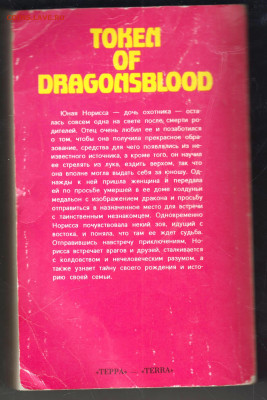 TOKEN
OF
DRAGONSBLOOD
Юная Норисса — дочь охотника — оста-
лась совсем одна на свете после смерти ро-
дителей. Отец очень любил ее и позаботился
о том, чтобы она получила прекрасное обра-
зование, средства для чего появлялись из не-
известного источника, а кроме того, он научил
ее стрелять из лука, ездить верхом, так что
она вполне могла выдать себя за юношу. Од-
нажды к ней пришла женщина и передала
ей по просьбе умершей в ее доме колдуньи
медальон с изображением дракона и просьбу
отправиться в назначенное место для встречи
с таинственным незнакомцем. Одновременно
Норисса почувствовала некий зов, идущий с
востока, и поняла, что там ее ждет судьба.
Отправившись навстречу приключениям, Но-
рисса встречает врагов и друзей, сталкивается
с колдовством и нечеловеческим разумом, а
также узнает тайну своего рождения и исто-
рию своей семьи.
«ТЕРРА» — «TERRA»